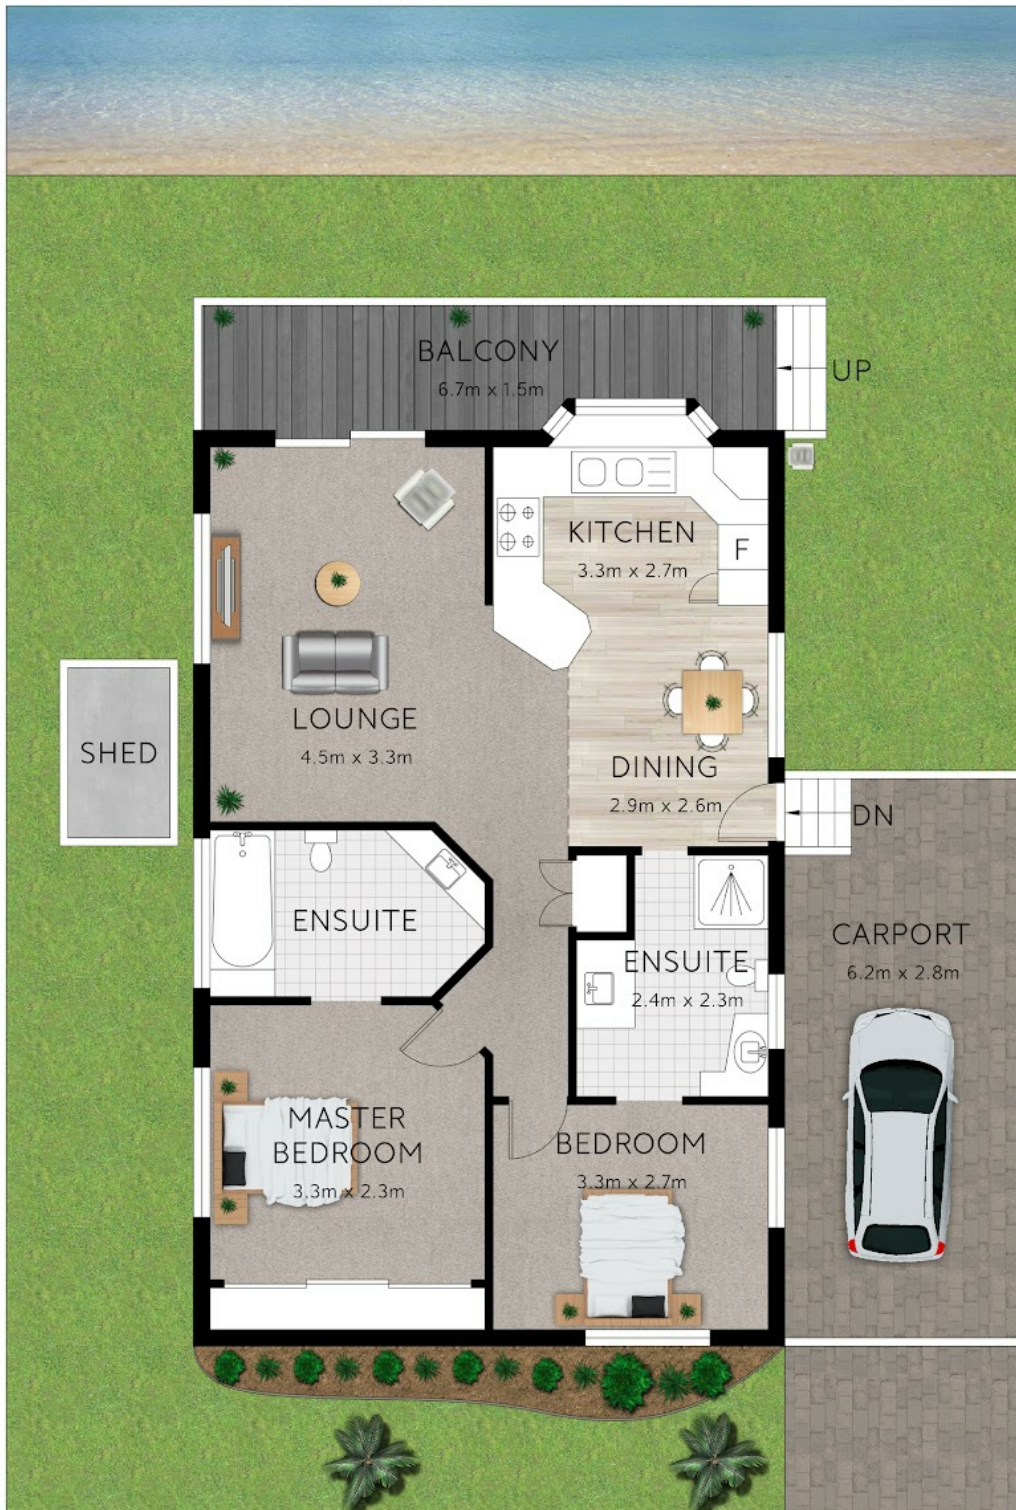 BALCONY
6.7m x 1.5m
UP
KITCHEN
3.3m x 2.7m
F
LOUNGE
4.5m x 3.3m
SHED
DINING
2.9m x 2.6m
DN
ENSUITE
ENSUITE
2.4m x 2.3m
CARPORT
6.2m x 2.8m
MASTER
BEDROOM
3.3m x 2.3m
BEDROOM
3.3m x 2.7m